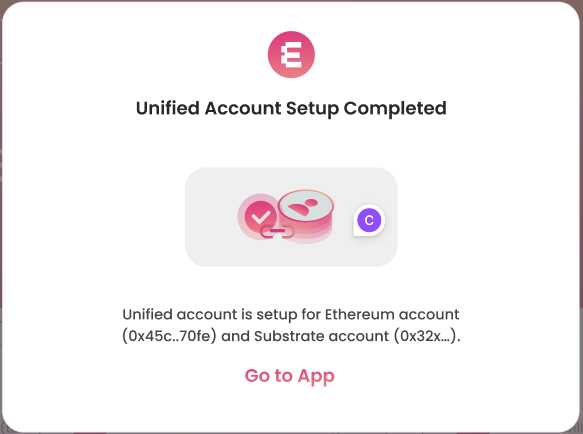 Unified Account Setup Completed
C
Unified account is setup for Ethereum account
(0x45c..70fe) and Substrate account (0x32x...).
Go to App